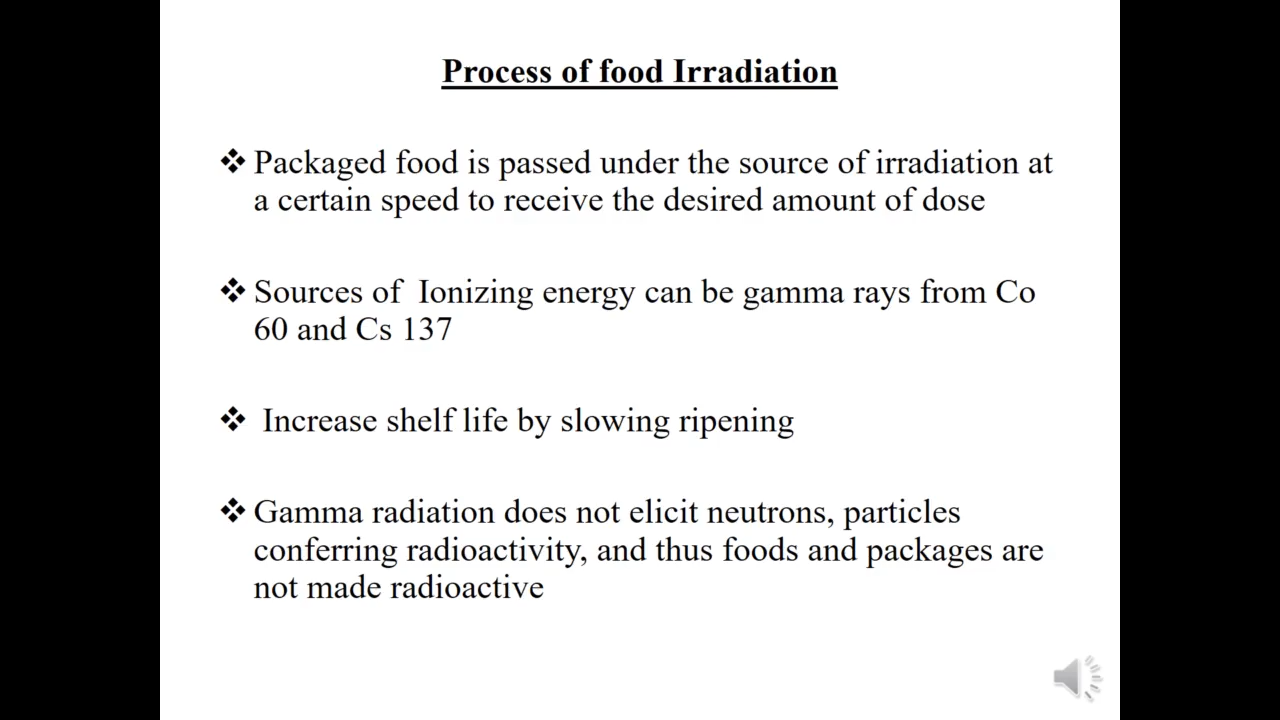 Process of food Irradiation
❖ Packaged food is passed under the source of irradiation at
a certain speed to receive the desired amount of dose
❖ Sources of  Ionizing energy can be gamma rays from Co
60 and Cs 137
❖ Increase shelf life by slowing ripening
❖ Gamma radiation does not elicit neutrons, particles
conferring radioactivity, and thus foods and packages are
not made radioactive